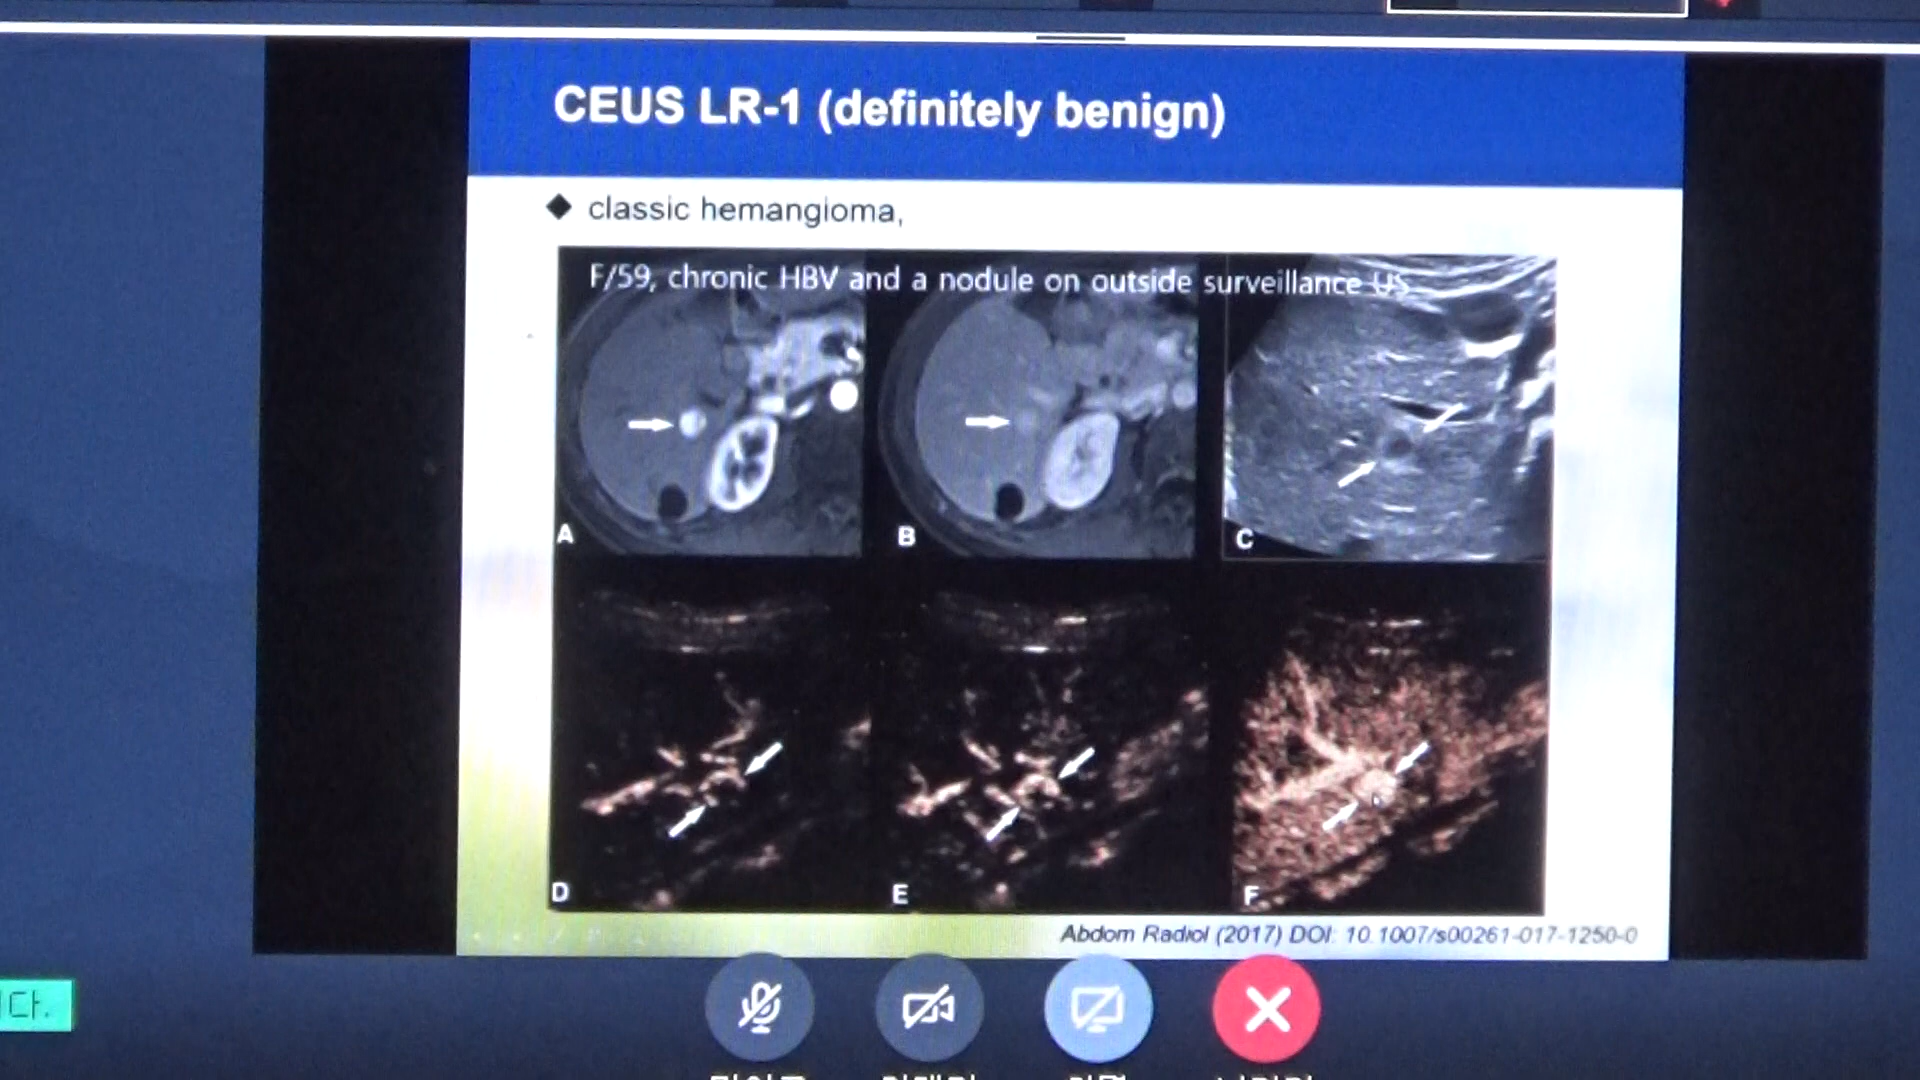 CEUS LR-1 (definitely benign)
classic hemangioma,
F/59, chronic HBV and a nodule on outside surveillance US
A
B
C
D
E
F
Abdom Radiol (2017) DOI: 10.1007/s00261-017-1250-0
다.